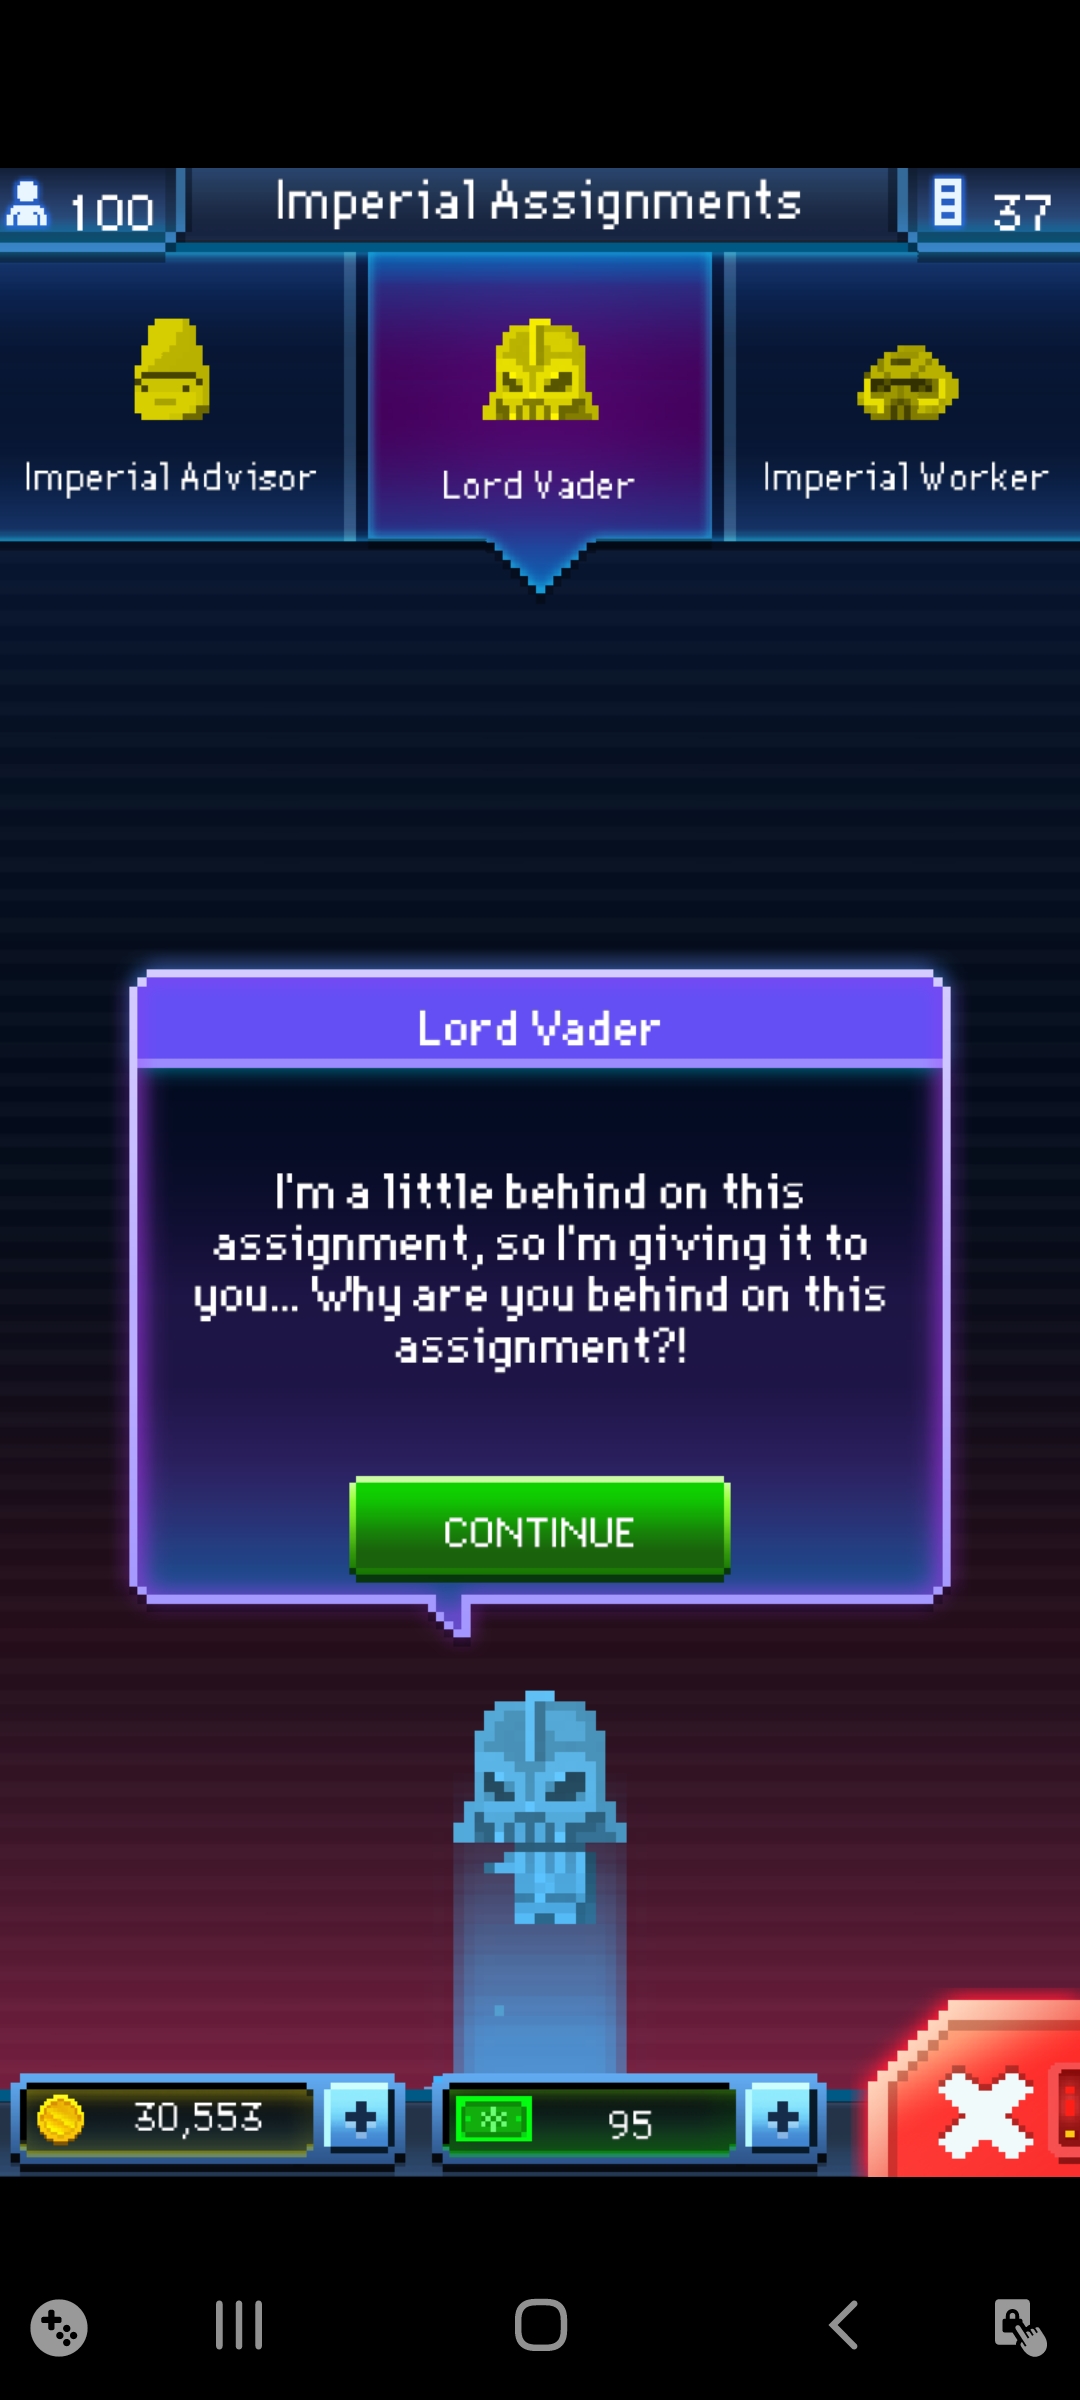 100
Imperial Assignments
37
Imperial Advisor
Lord Vader
Imperial Worker
Lord Vader
I'm a little behind on this
assignment, so I'm giving it to
you... Why are you behind on this
assignment?!
CONTINUE
30,553
95